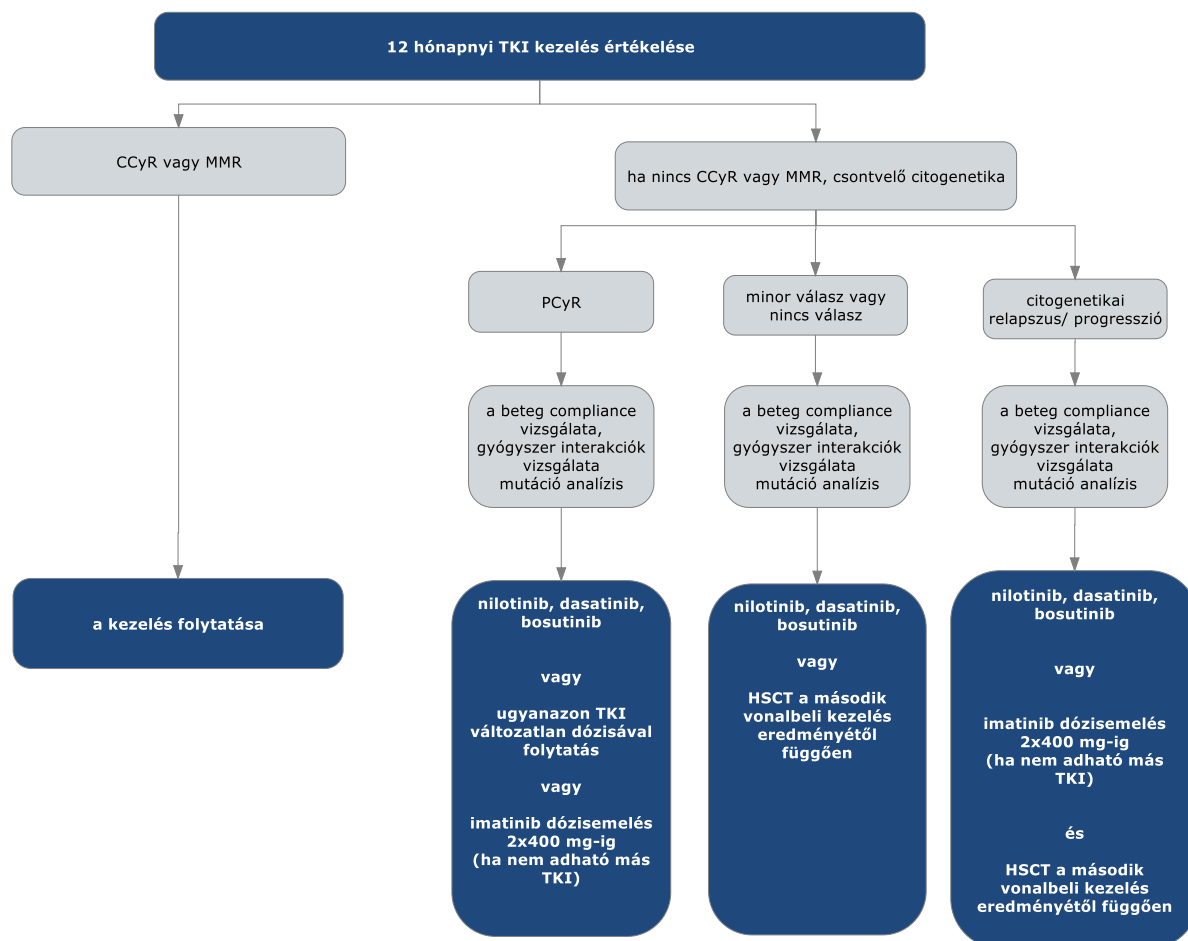 12 hónapnyi TKI kezelés értékelése
CCyR vagy MMR
ha nincs CCyR vagy MMR, csontvelő citogenetika
PCyR
minor válasz vagy
nincs válasz
citogenetikai
relapszus/ progresszió
a beteg compliance
vizsgálata,
gyógyszer interakciók
vizsgálata
mutáció analízis
a beteg compliance
vizsgálata,
gyógyszer interakciók
vizsgálata
mutáció analízis
a beteg compliance
vizsgálata,
gyógyszer interakciók
vizsgálata
mutáció analízis
a kezelés folytatása
nilotinib, dasatinib,
bosutinib
vagy
ugyanazon TKI
változatlan dózisával
folytatás
vagy
imatinib dózisemelés
2x400 mg-ig
(ha nem adható más
TKI)
nilotinib, dasatinib,
bosutinib
vagy
HSCT a második
vonalbeli kezelés
eredményétől
függően
nilotinib, dasatinib,
bosutinib
vagy
imatinib dózisemelés
2x400 mg-ig
(ha nem adható más
TKI)
és
HSCT a második
vonalbeli kezelés
eredményétől függően